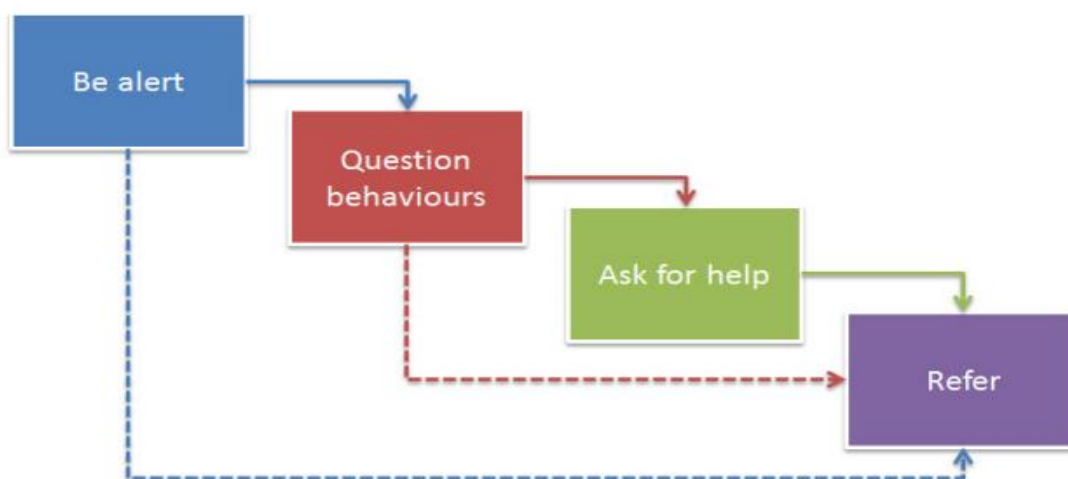 Be alert
Question
behaviours
Ask for help
Refer